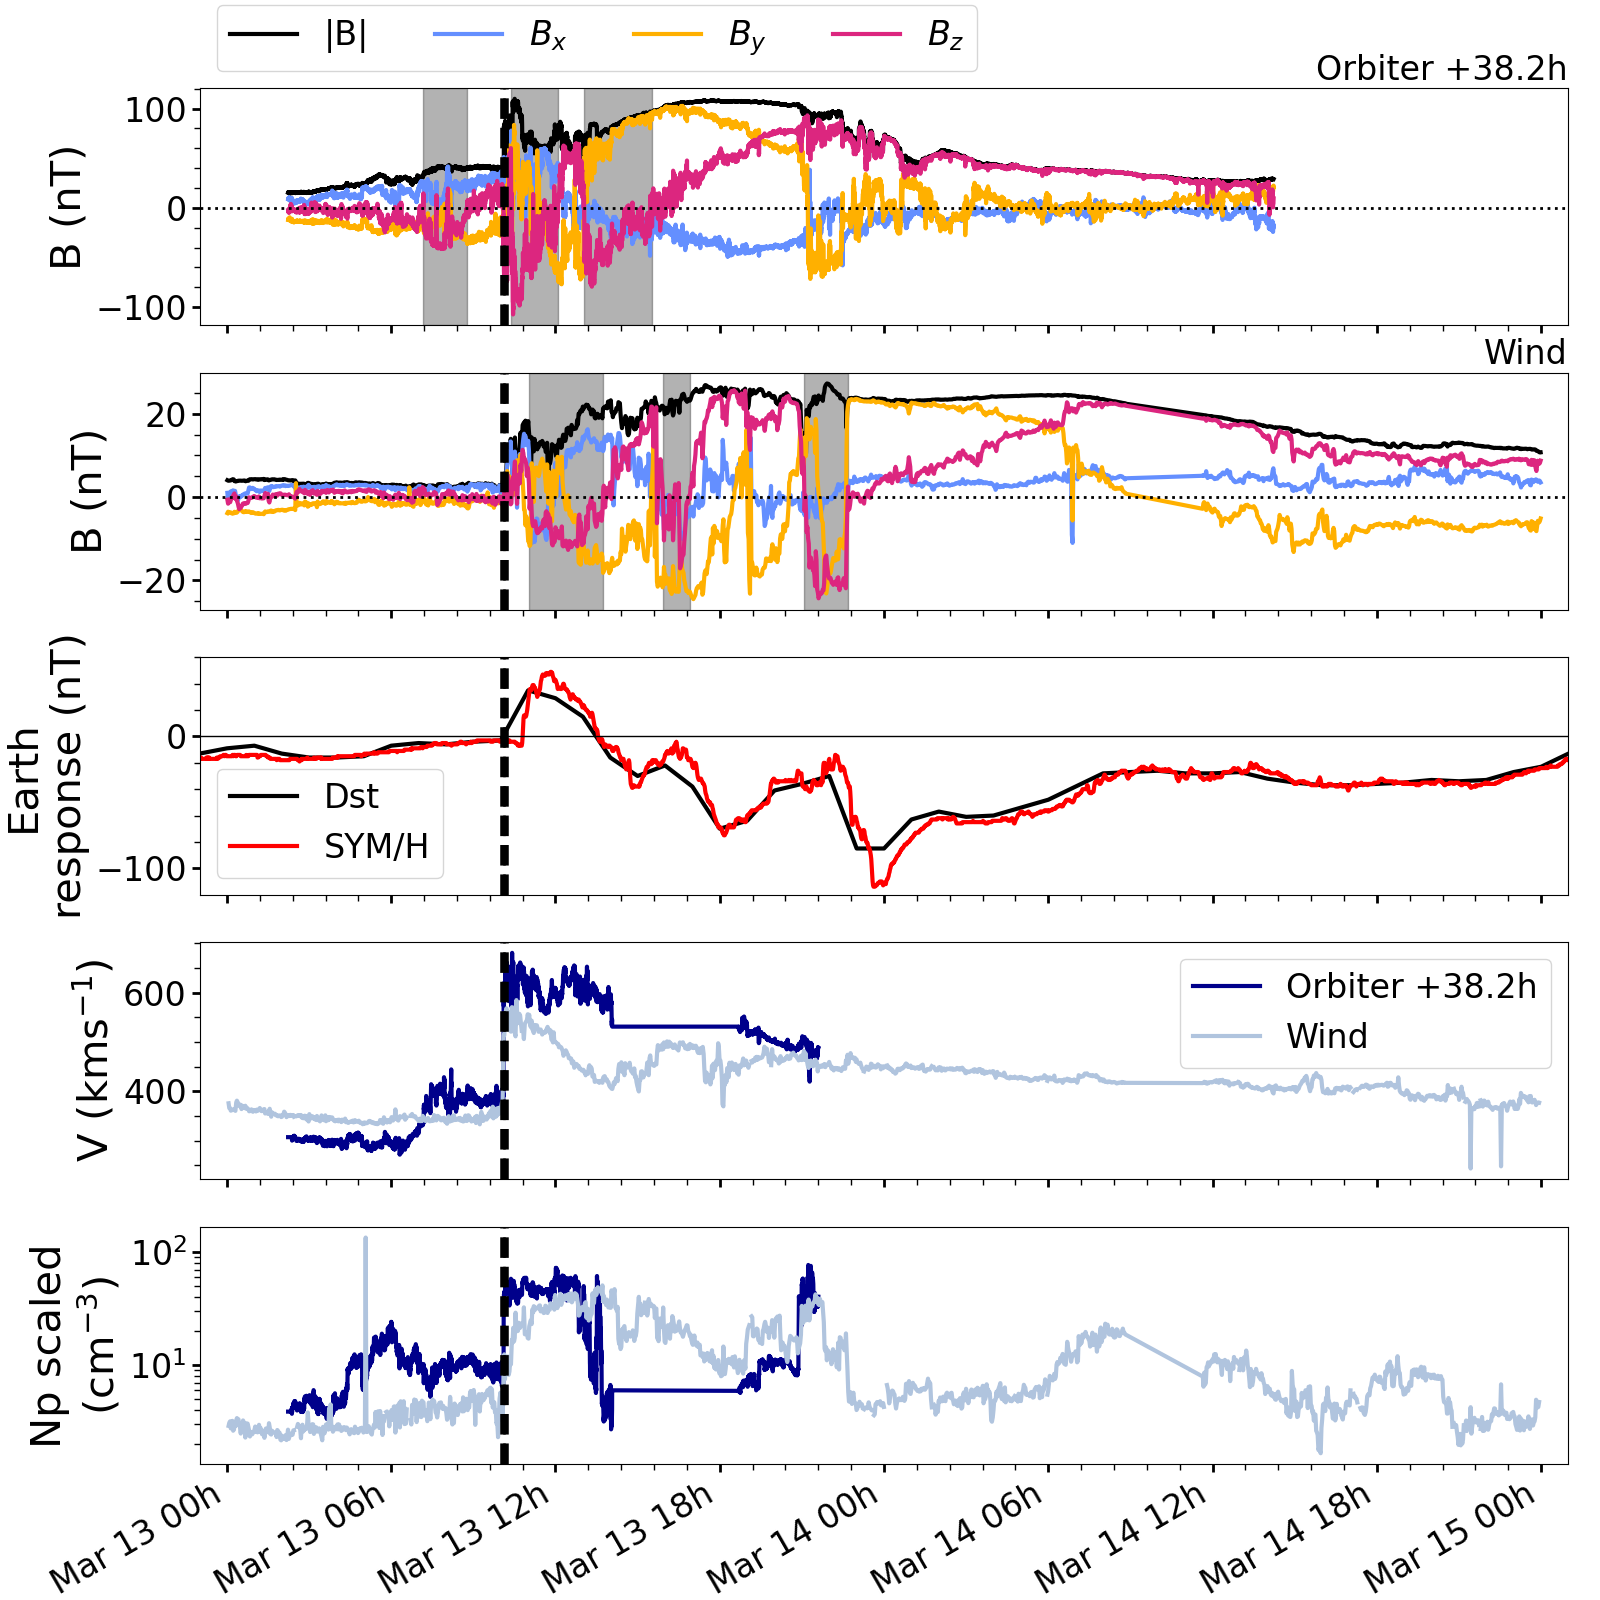 |B| Bx By Bz
Orbiter +38.2h
100
0
−100
B (nT)
Wind
20
0
−20
B (nT)
0
−100
Earth
response (nT)
Dst
SYM/H
600
400
V (kms−1)
Orbiter +38.2h
Wind
10²
10¹
Np scaled
(cm−3)
Mar 13 00h
Mar 13 06h
Mar 13 12h
Mar 13 18h
Mar 14 00h
Mar 14 06h
Mar 14 12h
Mar 14 18h
Mar 15 00h